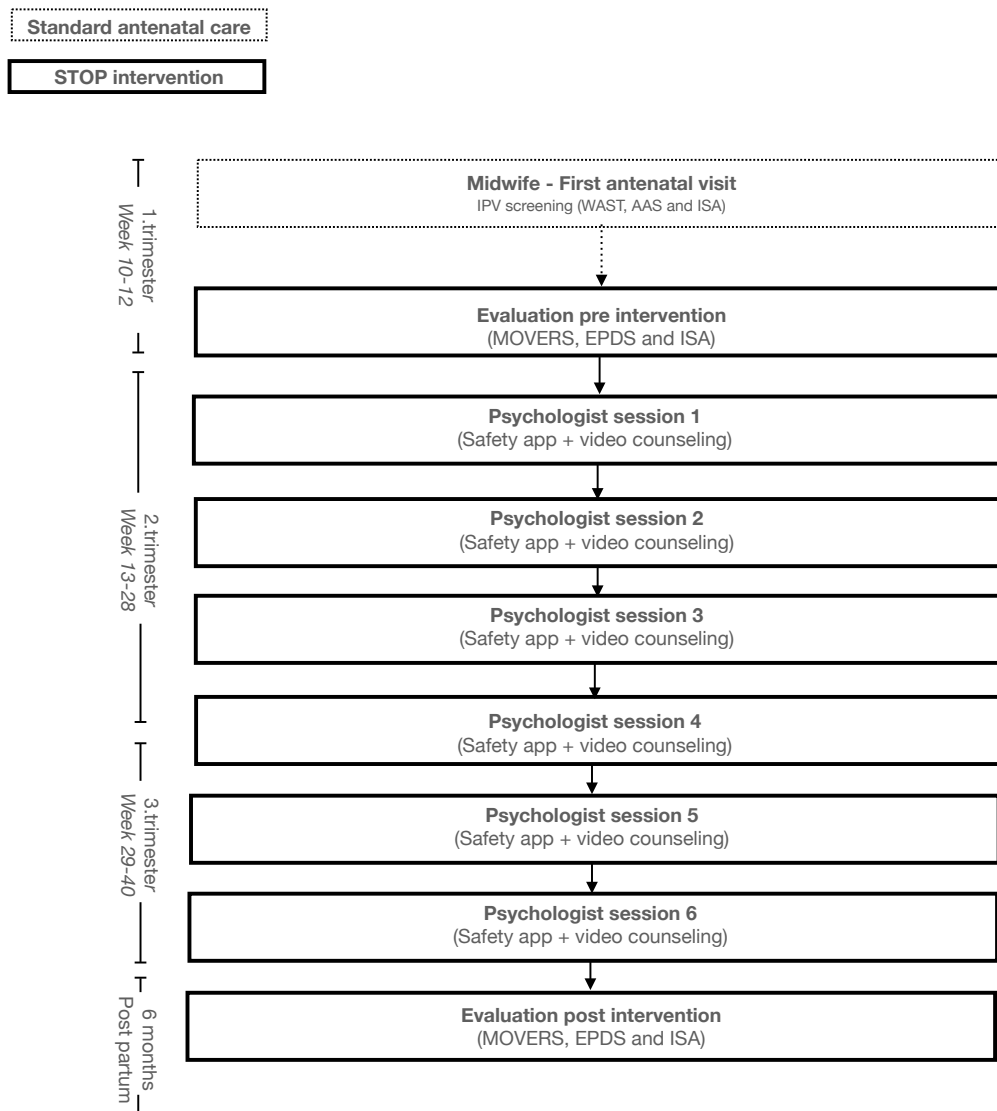 Standard antenatal care
STOP intervention
1.trimester
Week 10-12
Midwife - First antenatal visit
IPV screening (WAST, AAS and ISA)
Evaluation pre intervention
(MOVERS, EPDS and ISA)
2.trimester
Week 13-28
Psychologist session 1
(Safety app + video counseling)
Psychologist session 2
(Safety app + video counseling)
Psychologist session 3
(Safety app + video counseling)
Psychologist session 4
(Safety app + video counseling)
3.trimester
Week 29-40
Psychologist session 5
(Safety app + video counseling)
Psychologist session 6
(Safety app + video counseling)
6 months
Post partum
Evaluation post intervention
(MOVERS, EPDS and ISA)